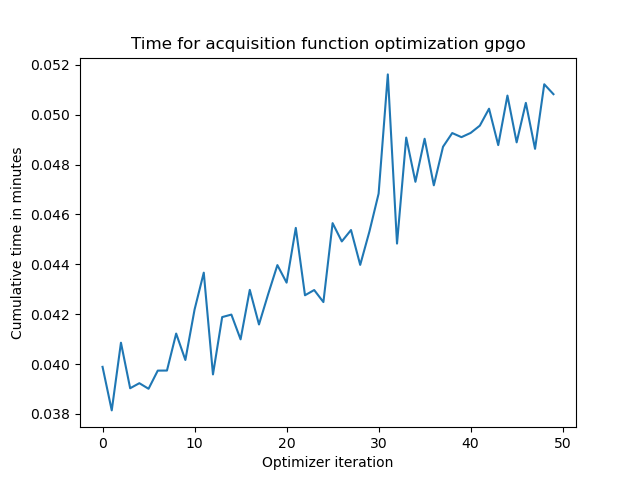 Time for acquisition function optimization gpgo
0.052
0.050
0.048
0.046
0.044
0.042
0.040
0.038
Cumulative time in minutes
0 10 20 30 40 50
Optimizer iteration